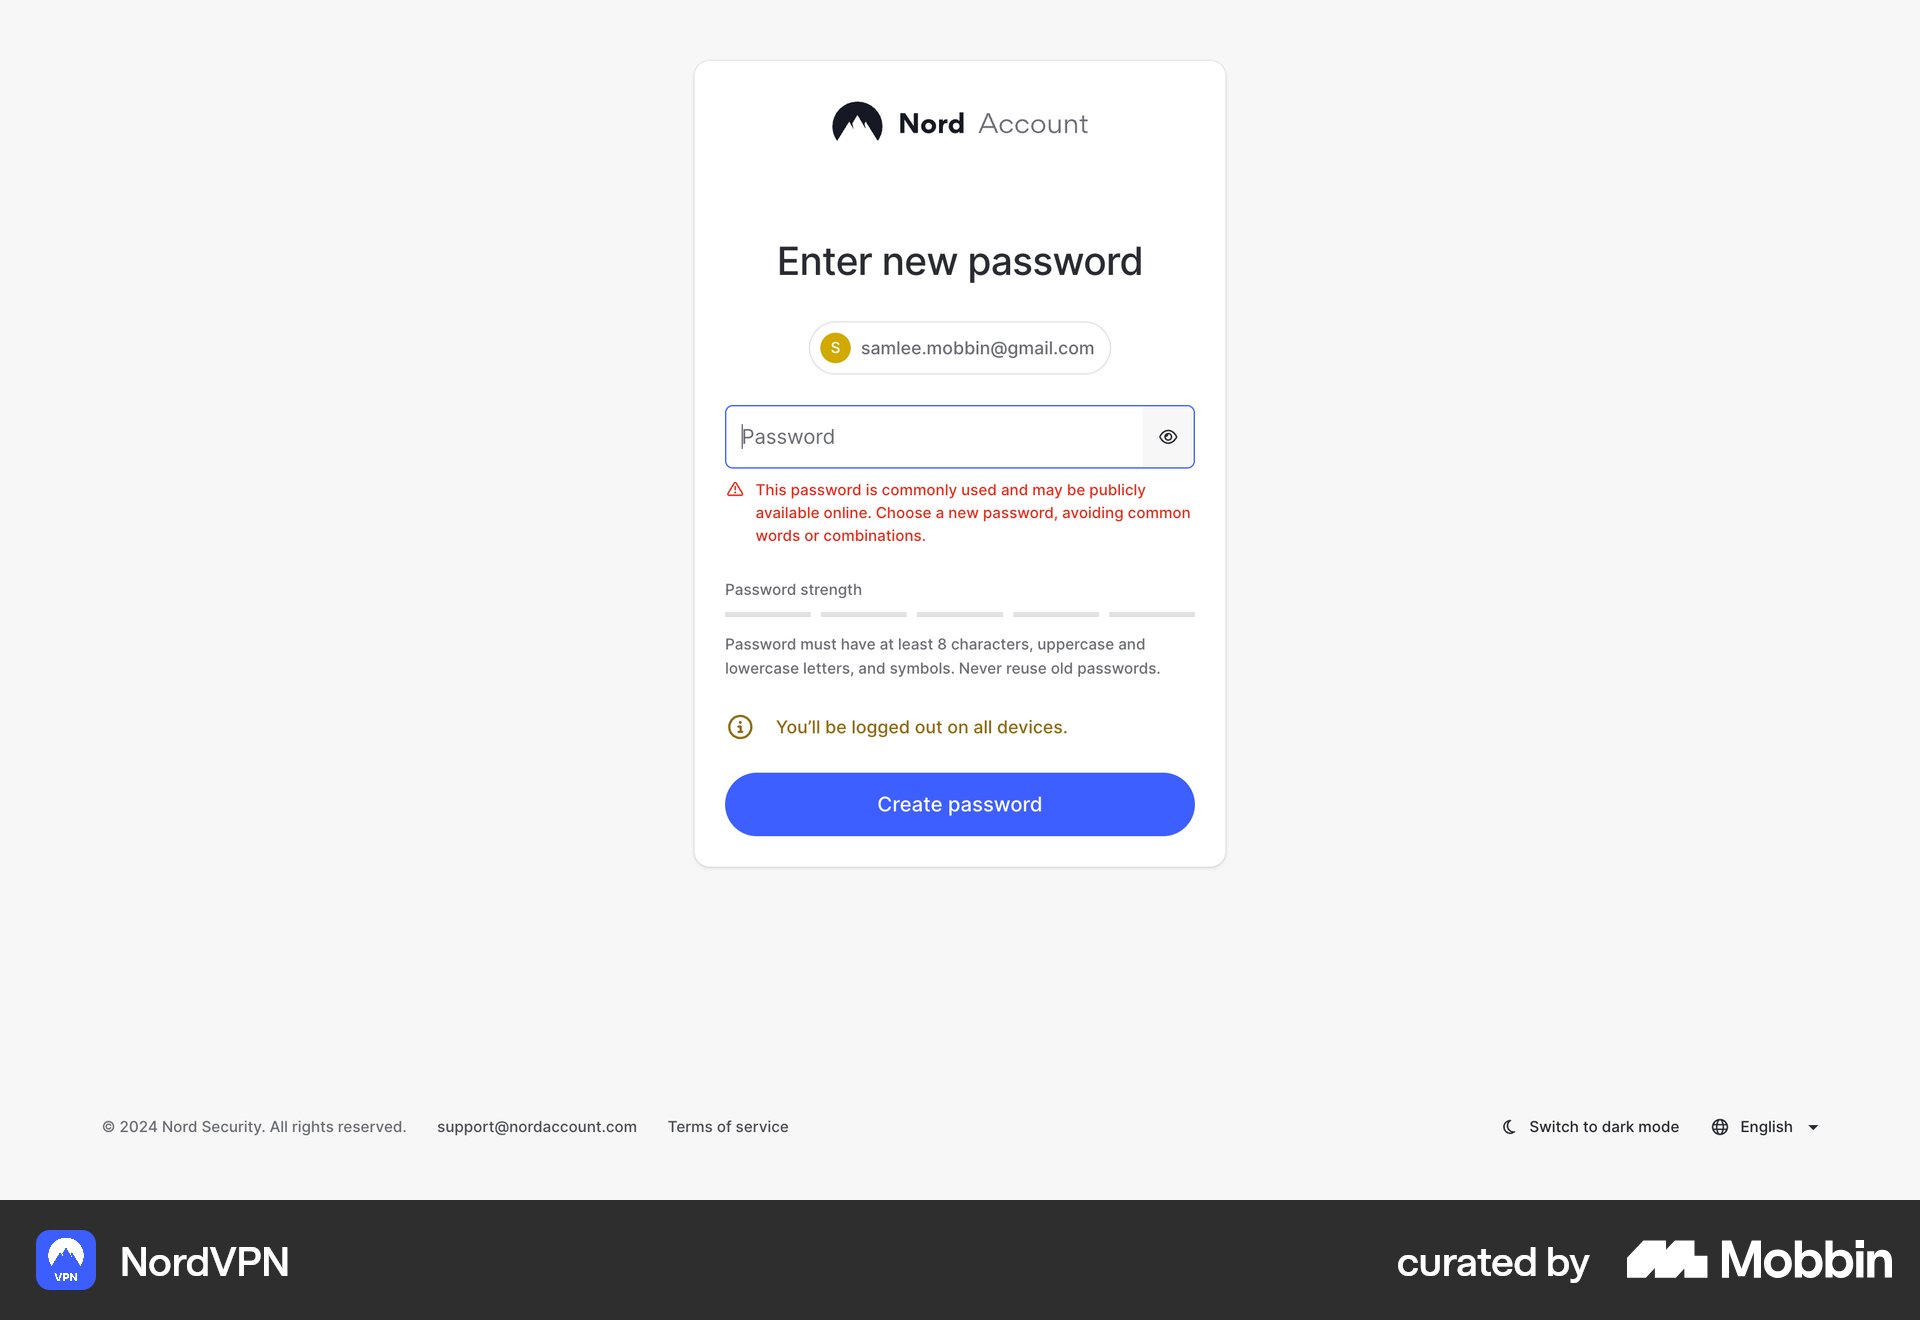 Nord Account
Enter new password
S samlee.mobbin@gmail.com
Password
This password is commonly used and may be publicly
available online. Choose a new password, avoiding common
words or combinations.
Password strength
Password must have at least 8 characters, uppercase and
lowercase letters, and symbols. Never reuse old passwords.
You’ll be logged out on all devices.
Create password
© 2024 Nord Security. All rights reserved. support@nordaccount.com Terms of service Switch to dark mode English
VPN NordVPN curated by Mobbin